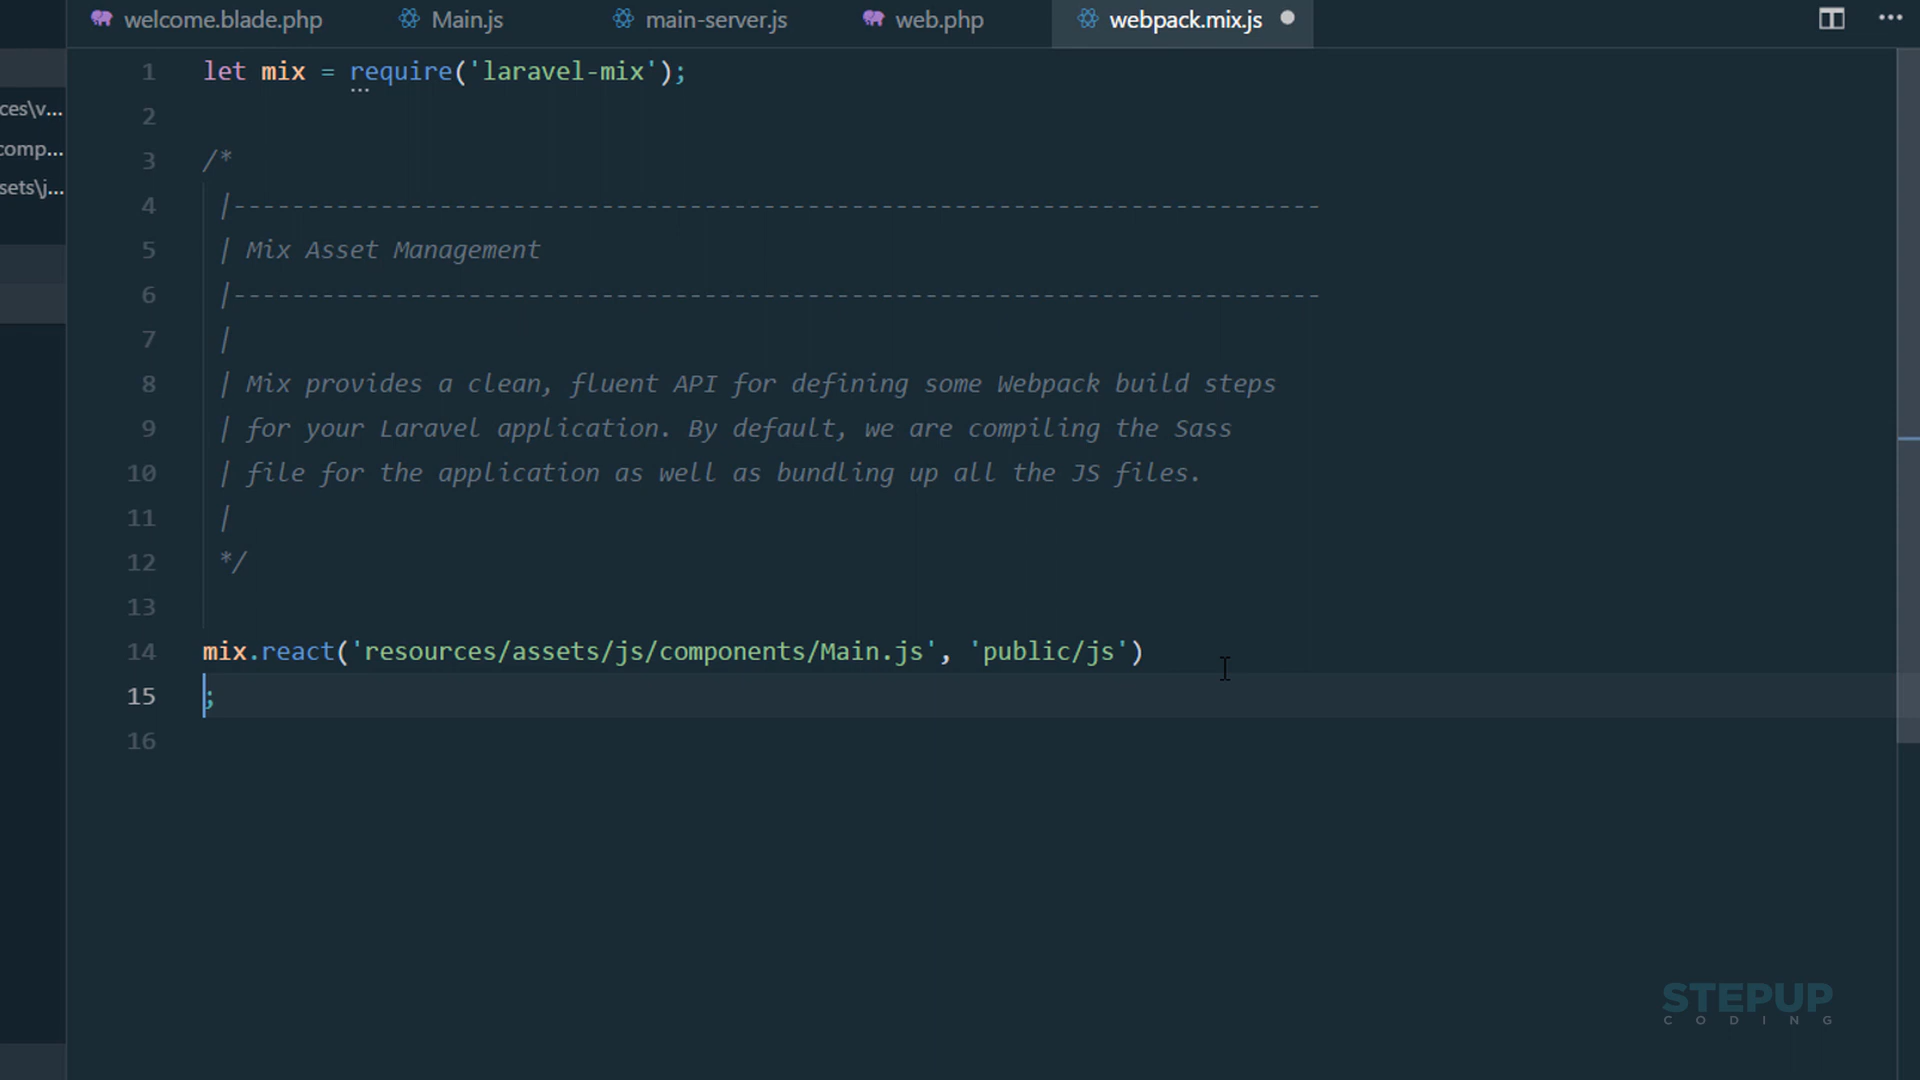 welcome.blade.php Main.js main-server.js web.php webpack.mix.js
ces\v...
comp...
sets\j...
1 let mix = require('laravel-mix');
2
3 /*
4 |--------------------------------------------------------------------------
5 | Mix Asset Management
6 |--------------------------------------------------------------------------
7 |
8 | Mix provides a clean, fluent API for defining some Webpack build steps
9 | for your Laravel application. By default, we are compiling the Sass
10 | file for the application as well as bundling up all the JS files.
11 |
12 */
13
14 mix.react('resources/assets/js/components/Main.js', 'public/js')
15 ;
16
STEPUP
CODING